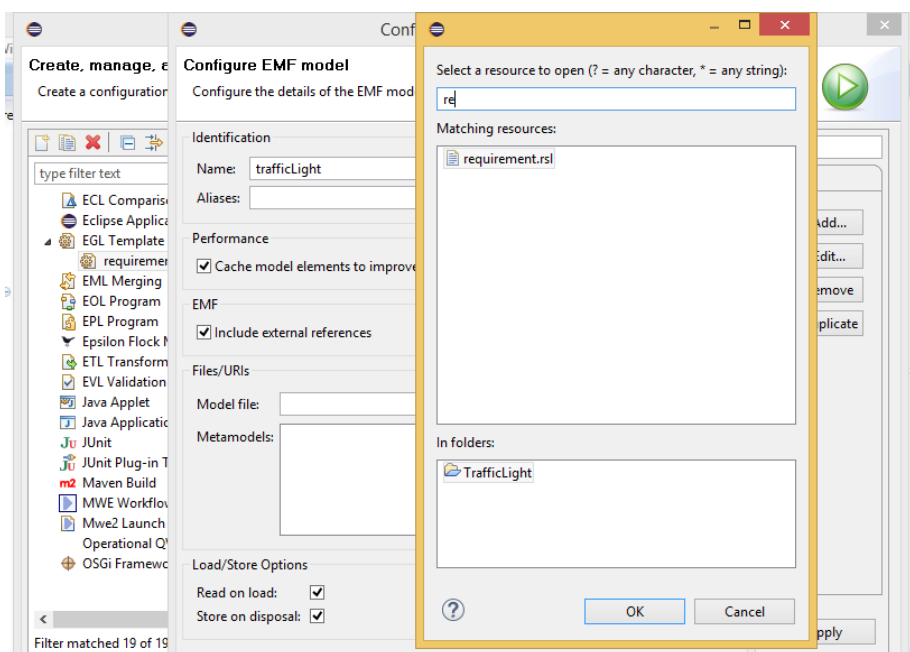 Conf
Create, manage, a
Create a configuration
type filter text
ECL Comparis
Eclipse Applica
EGL Template
requiremen
EML Merging
EOL Program
EPL Program
Epsilon Flock M
ETL Transform
EVL Validation
Java Applet
Java Applicatio
JUnit
JUnit Plug-in T
Maven Build
MWE Workflow
Mwe2 Launch
Operational QV
OSGi Framewo
Filter matched 19 of 19
Configure EMF model
Configure the details of the EMF mod
Identification
Name: trafficLight
Aliases:
Performance
Cache model elements to improve
EMF
Include external references
Files/URIs
Model file:
Metamodels:
Load/Store Options
Read on load:
Store on disposal:
Select a resource to open (? = any character, * = any string):
re
Matching resources:
requirement.rsl
In folders:
TrafficLight
OK
Cancel
Add...
Edit...
emove
plicate
pply